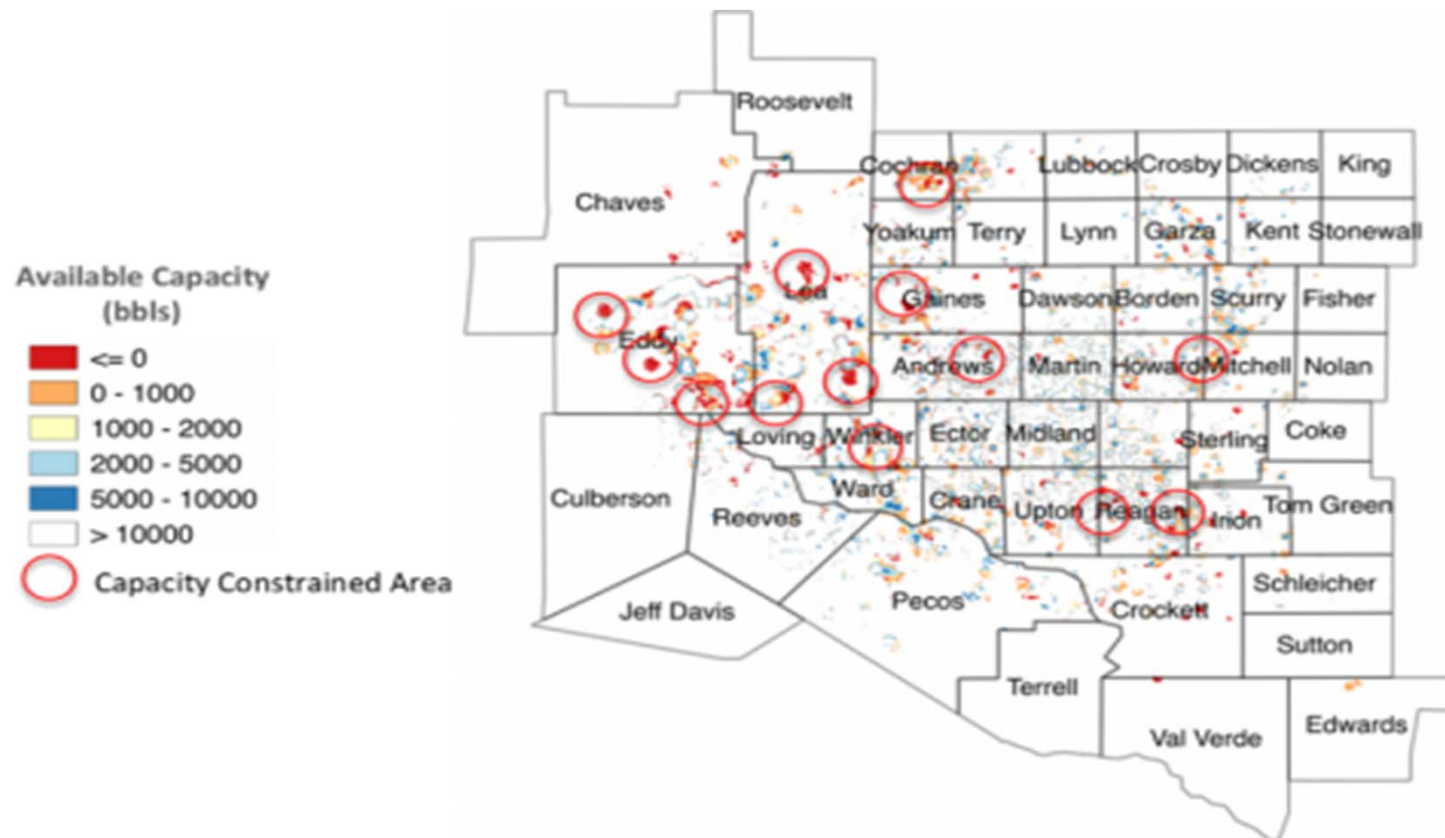 Roosevelt
Cochran
Lubbock
Crosby
Dickens
King
Chaves
Yoakum
Terry
Lynn
Garza
Kent
Stonewall
Available Capacity
(bbls)
<= 0
0 - 1000
1000 - 2000
2000 - 5000
5000 - 10000
> 10000
Capacity Constrained Area
Lea
Gaines
Dawson
Borden
Scurry
Fisher
Eddy
Andrews
Martin
Howard
Mitchell
Nolan
Loving
Winkler
Ector
Midland
Sterling
Coke
Culberson
Reeves
Ward
Crane
Upton
Reagan
Irion
Tom Green
Jeff Davis
Pecos
Crockett
Schleicher
Sutton
Terrell
Val Verde
Edwards